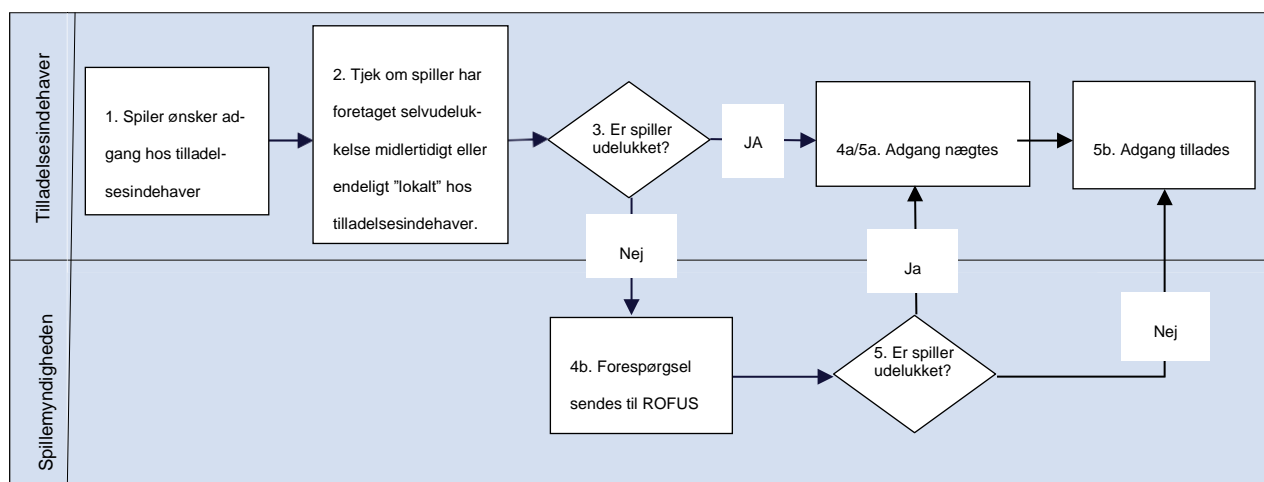 Tilladelsesindehaver
1. Spiler ønsker ad-
gang hos tilladel-
sesindehaver
2. Tjek om spiller har
foretaget selvudeluk-
kelse midlertidigt eller
endeligt ”lokalt” hos
tilladelsesindehaver.
3. Er spiller
udelukket?
JA
4a/5a. Adgang nægtes
5b. Adgang tillades
Nej
Ja
Spillemyndigheden
4b. Forespørgsel
sendes til ROFUS
5. Er spiller
udelukket?
Nej